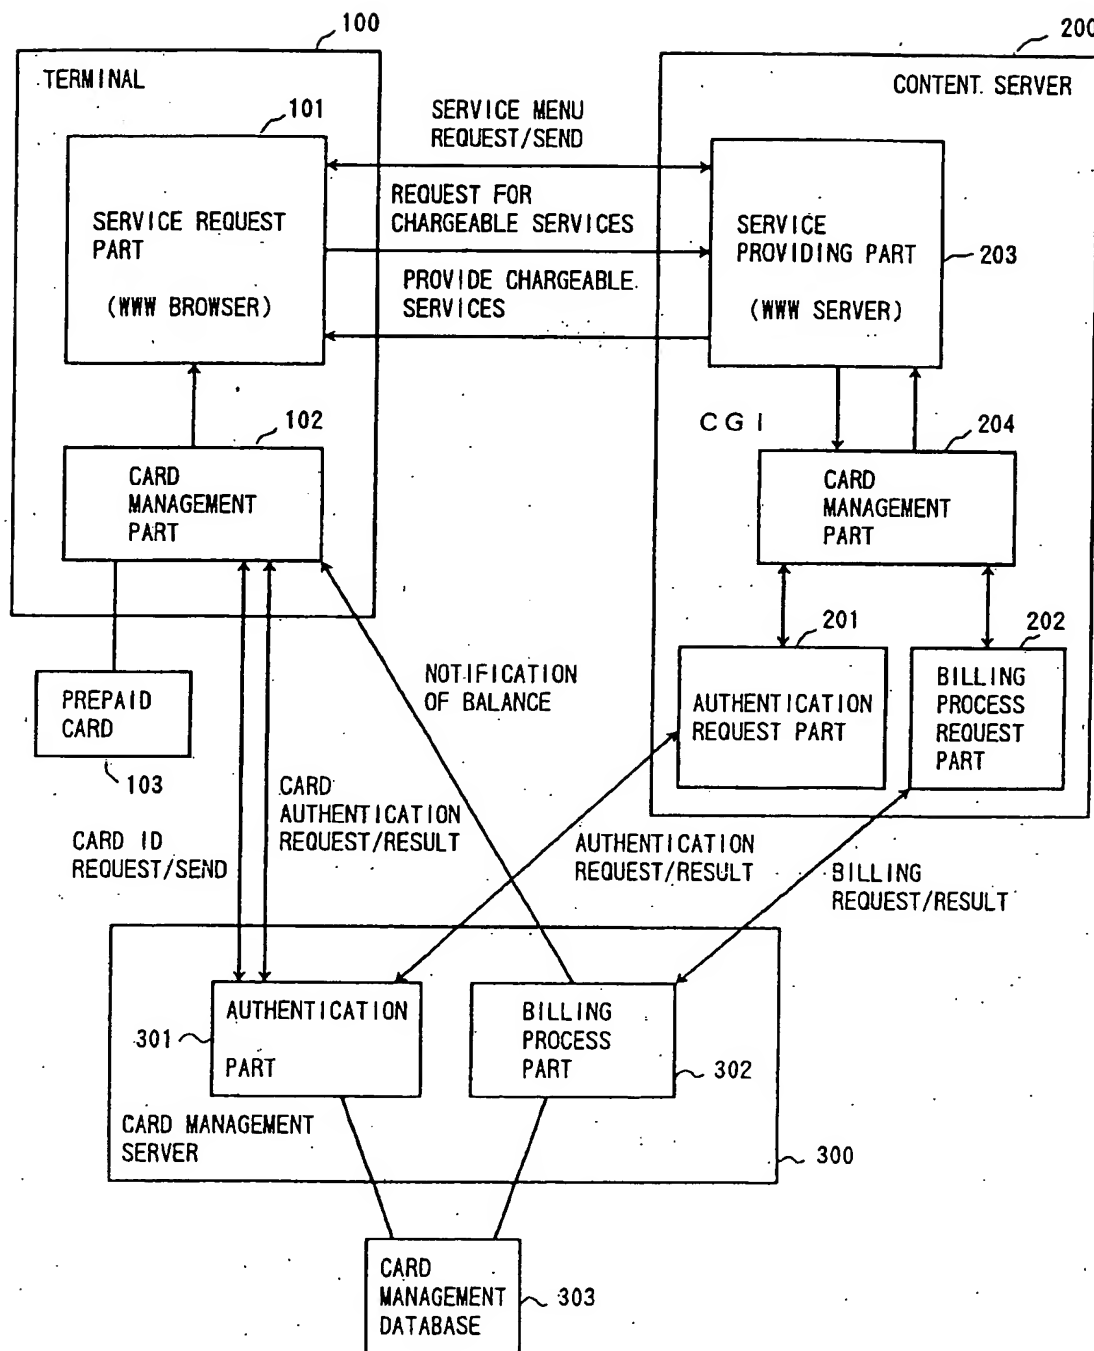 100
200
TERMINAL
CONTENT. SERVER
101
SERVICE MENU
REQUEST/SEND
REQUEST FOR
CHARGEABLE SERVICES
SERVICE REQUEST
PART
(WWW BROWSER)
SERVICE
PROVIDING PART
(WWW SERVER)
203
PROVIDE CHARGEABLE
SERVICES
102
CGI
204
CARD
MANAGEMENT
PART
CARD
MANAGEMENT
PART
201
202
NOTIFICATION
OF BALANCE
PREPAID
CARD
AUTHENTICATION
REQUEST PART
BILLING
PROCESS
REQUEST
PART
103
CARD
AUTHENTICATION
REQUEST/RESULT
CARD ID
REQUEST/SEND
AUTHENTICATION
REQUEST/RESULT
BILLING
REQUEST/RESULT
301
AUTHENTICATION
PART
BILLING
PROCESS
PART
302
CARD MANAGEMENT
SERVER
300
CARD
MANAGEMENT
DATABASE
303